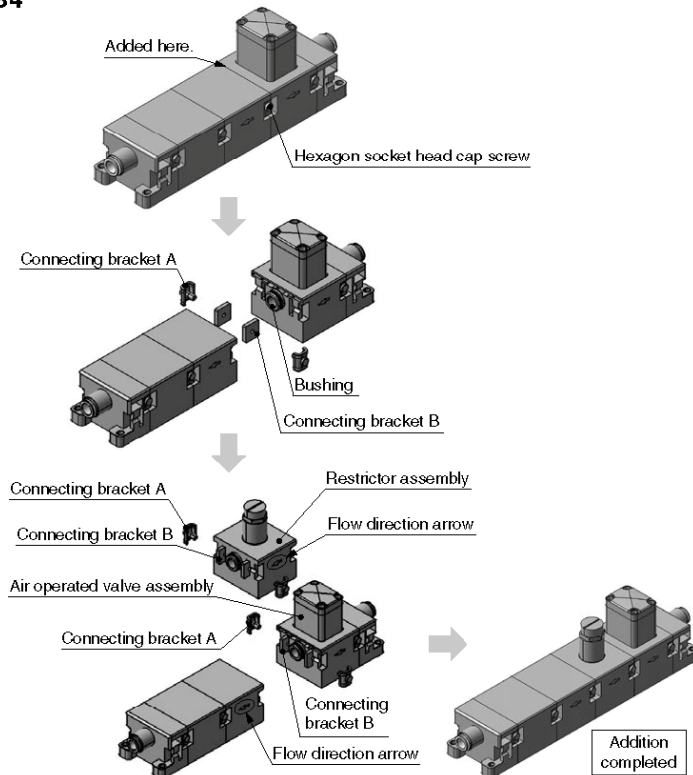 Added here.
Hexagon socket head cap screw
Connecting bracket A
Bushing
Connecting bracket B
Connecting bracket A
Restrictor assembly
Connecting bracket B
Flow direction arrow
Air operated valve assembly
Connecting bracket A
Connecting
bracket B
Flow direction arrow
Addition
completed